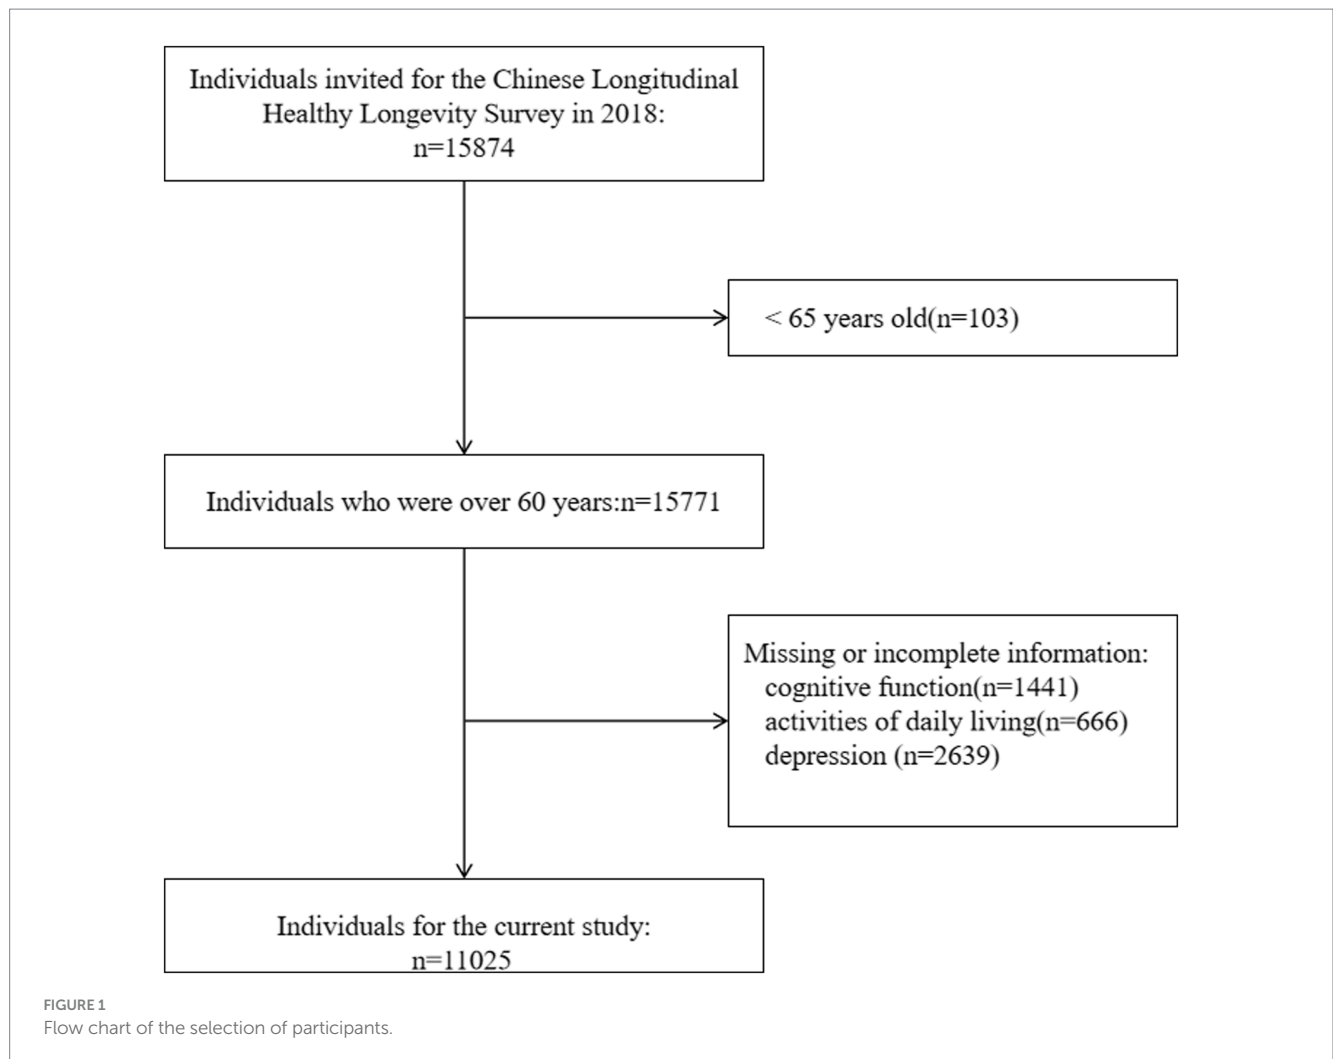 Individuals invited for the Chinese Longitudinal
Healthy Longevity Survey in 2018:
n=15874
< 65 years old(n=103)
Individuals who were over 60 years:n=15771
Missing or incomplete information:
cognitive function(n=1441)
activities of daily living(n=666)
depression (n=2639)
Individuals for the current study:
n=11025
FIGURE 1
Flow chart of the selection of participants.